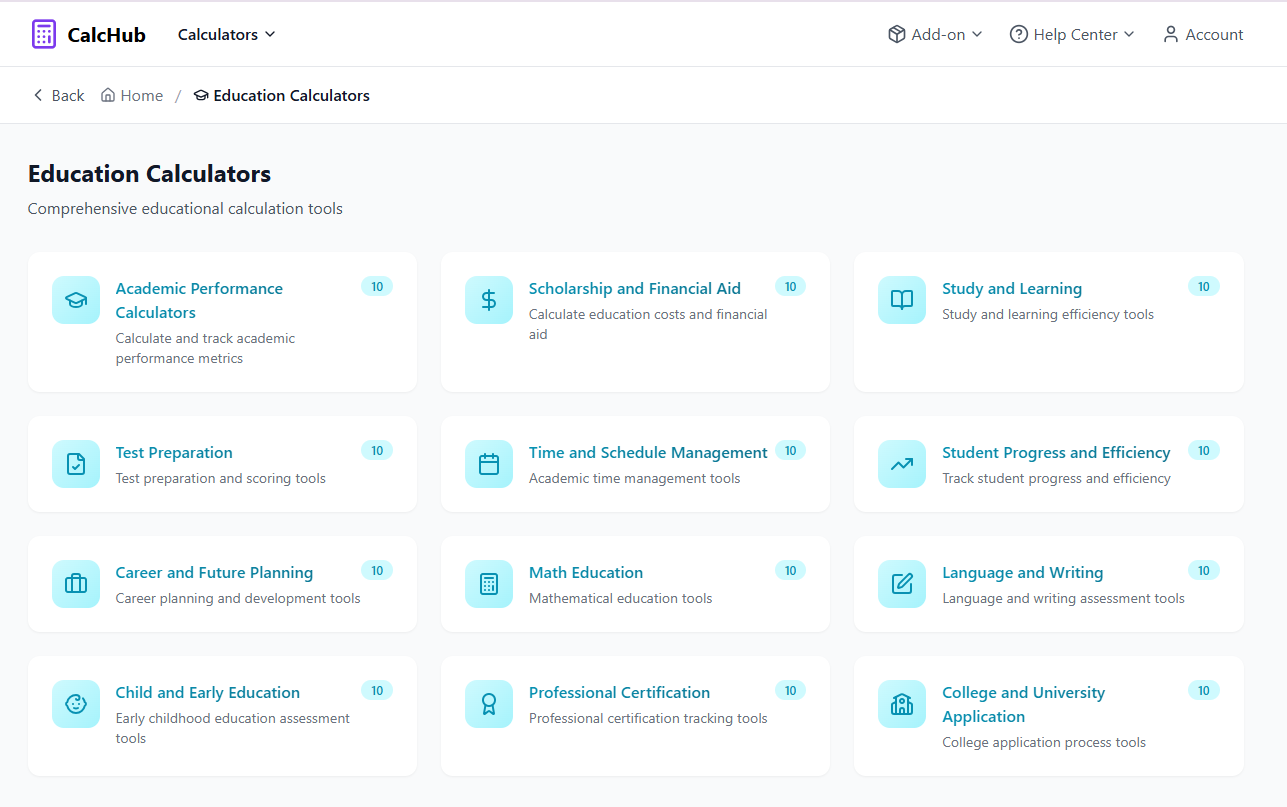 CalcHub
Calculators
Add-on
Help Center
Account
Back
Home
/
Education Calculators
Education Calculators
Comprehensive educational calculation tools
Academic Performance
Calculators
10
Calculate and track academic
performance metrics
Scholarship and Financial Aid
10
Calculate education costs and financial
aid
Study and Learning
10
Study and learning efficiency tools
Test Preparation
10
Test preparation and scoring tools
Time and Schedule Management
10
Academic time management tools
Student Progress and Efficiency
10
Track student progress and efficiency
Career and Future Planning
10
Career planning and development tools
Math Education
10
Mathematical education tools
Language and Writing
10
Language and writing assessment tools
Child and Early Education
10
Early childhood education assessment
tools
Professional Certification
10
Professional certification tracking tools
College and University
Application
10
College application process tools